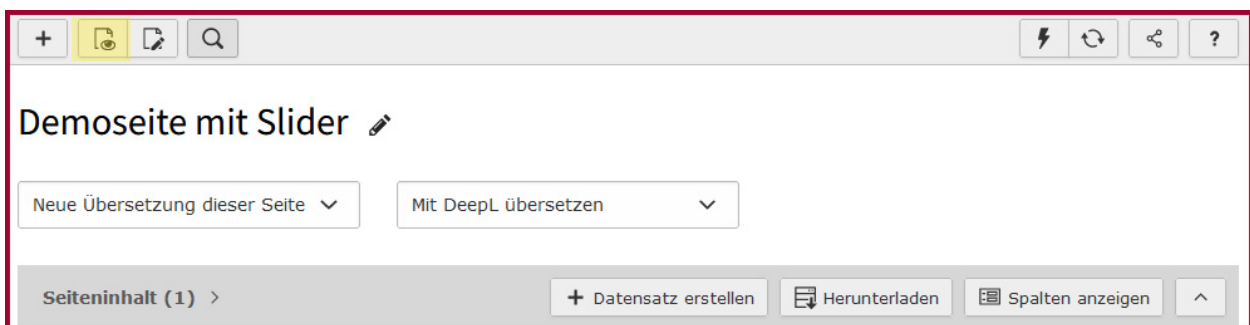 ?
Demoseite mit Slider
Neue Übersetzung dieser Seite
Mit DeepL übersetzen
Seiteninhalt (1) >
+ Datensatz erstellen
Herunterladen
Spalten anzeigen